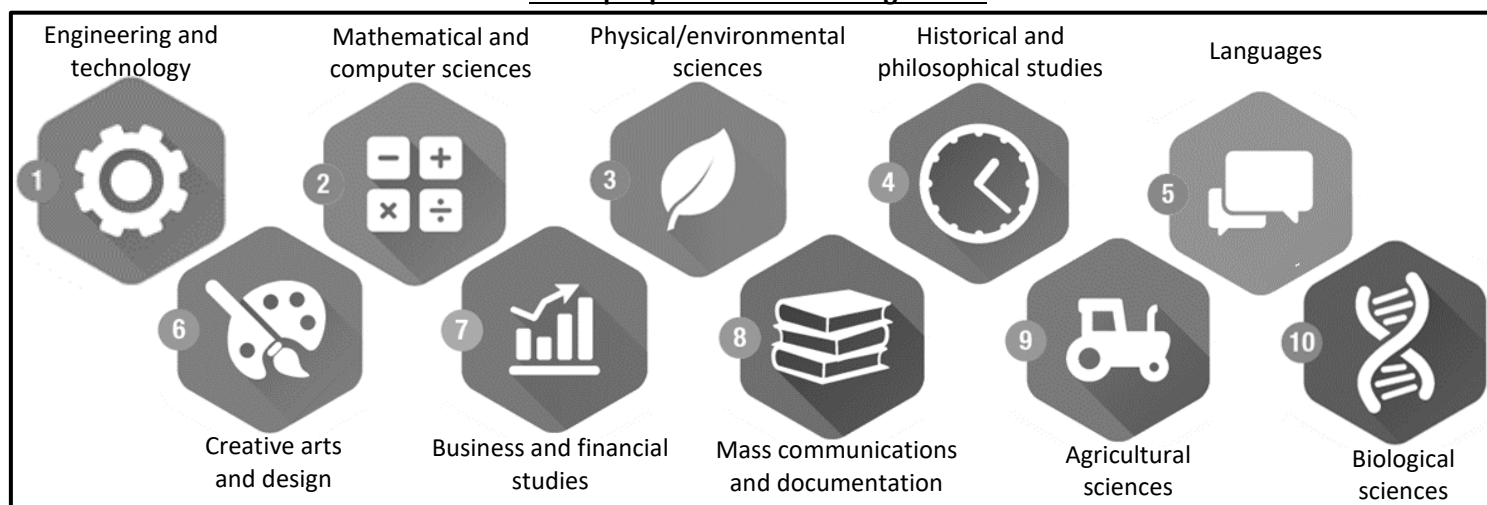 Engineering and
technology
Mathematical and
computer sciences
Physical/environmental
sciences
Historical and
philosophical studies
Languages
1
2
3
4
5
6
7
8
9
10
Creative arts
and design
Business and financial
studies
Mass communications
and documentation
Agricultural
sciences
Biological
sciences